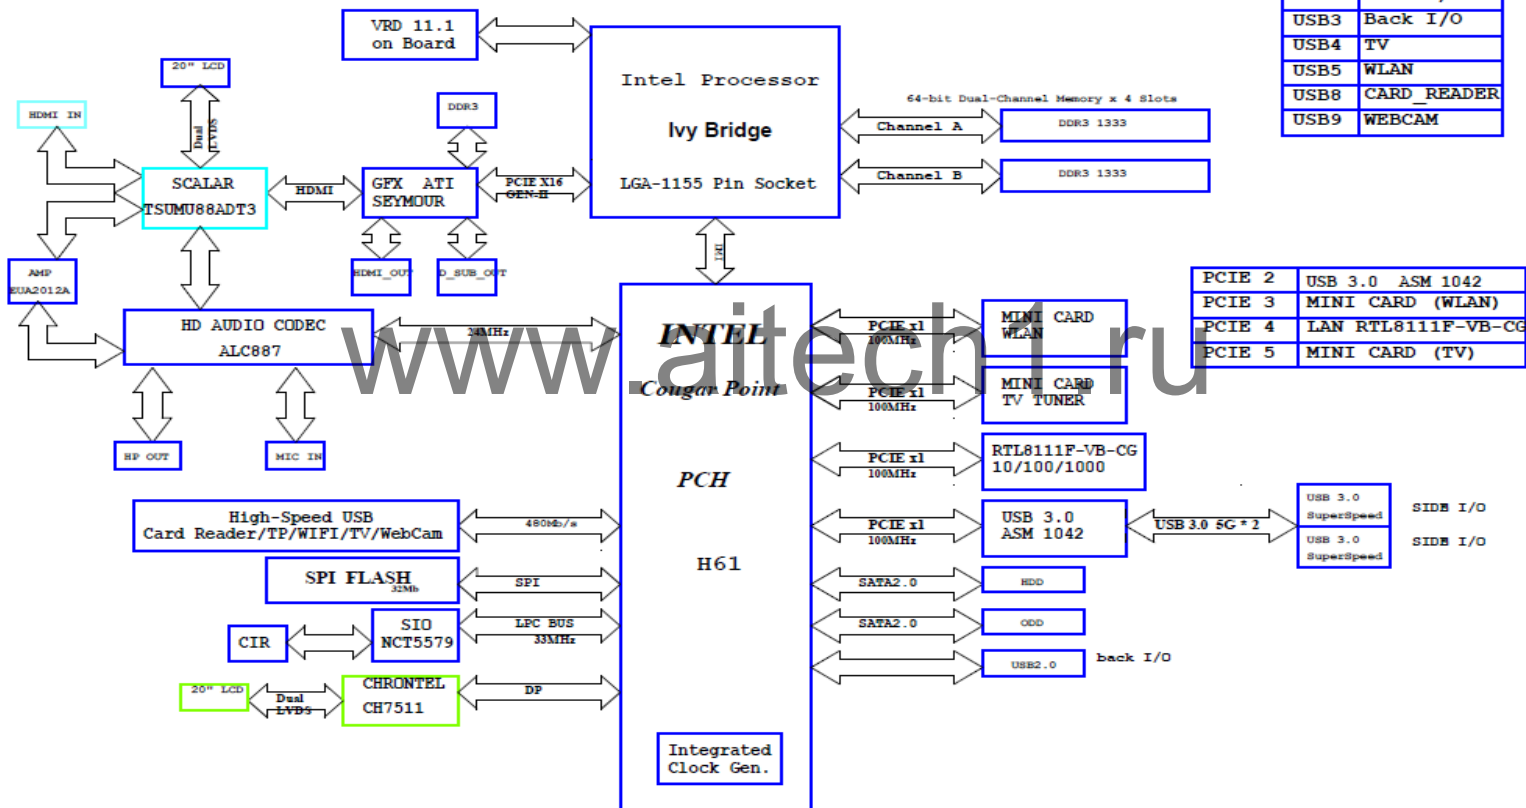 VRD 11.1
on Board
20" LCD
HDMI IN
Dual
LVDS
DDR3
Intel Processor
Ivy Bridge
LGA-1155 Pin Socket
64-bit Dual-Channel Memory x 4 Slots
Channel A
DDR3 1333
Channel B
DDR3 1333
USB3 Back I/O
USB4 TV
USB5 WLAN
USB8 CARD_READER
USB9 WEBCAM
SCALAR
TSUMU88ADT3
HDMI
GFX ATI
SEYMOUR
PCIE X16
GEN-II
HDMI_OUT
D_SUB_OUT
AMP
EUA2012A
HD AUDIO CODEC
ALC887
24MHz
HP OUT
MIC IN
www.aitech1.ru
INTEL
Cougar Point
PCH
H61
Integrated
Clock Gen.
PCIE x1
100MHz
MINI CARD
WLAN
PCIE x1
100MHz
MINI CARD
TV TUNER
PCIE x1
100MHz
RTL8111F-VB-CG
10/100/1000
PCIE x1
100MHz
USB 3.0
ASM 1042
USB 3.0 5G * 2
USB 3.0
SuperSpeed
SIDE I/O
USB 3.0
SuperSpeed
SIDE I/O
SATA2.0
HDD
SATA2.0
ODD
USB2.0
back I/O
PCIE 2 USB 3.0 ASM 1042
PCIE 3 MINI CARD (WLAN)
PCIE 4 LAN RTL8111F-VB-CG
PCIE 5 MINI CARD (TV)
High-Speed USB
Card Reader/TP/WIFI/TV/WebCam
480Mb/s
SPI FLASH
32Mb
SPI
CIR
SIO
NCT5579
LPC BUS
33MHz
20" LCD
Dual
LVDS
CHRONTEL
CH7511
DP